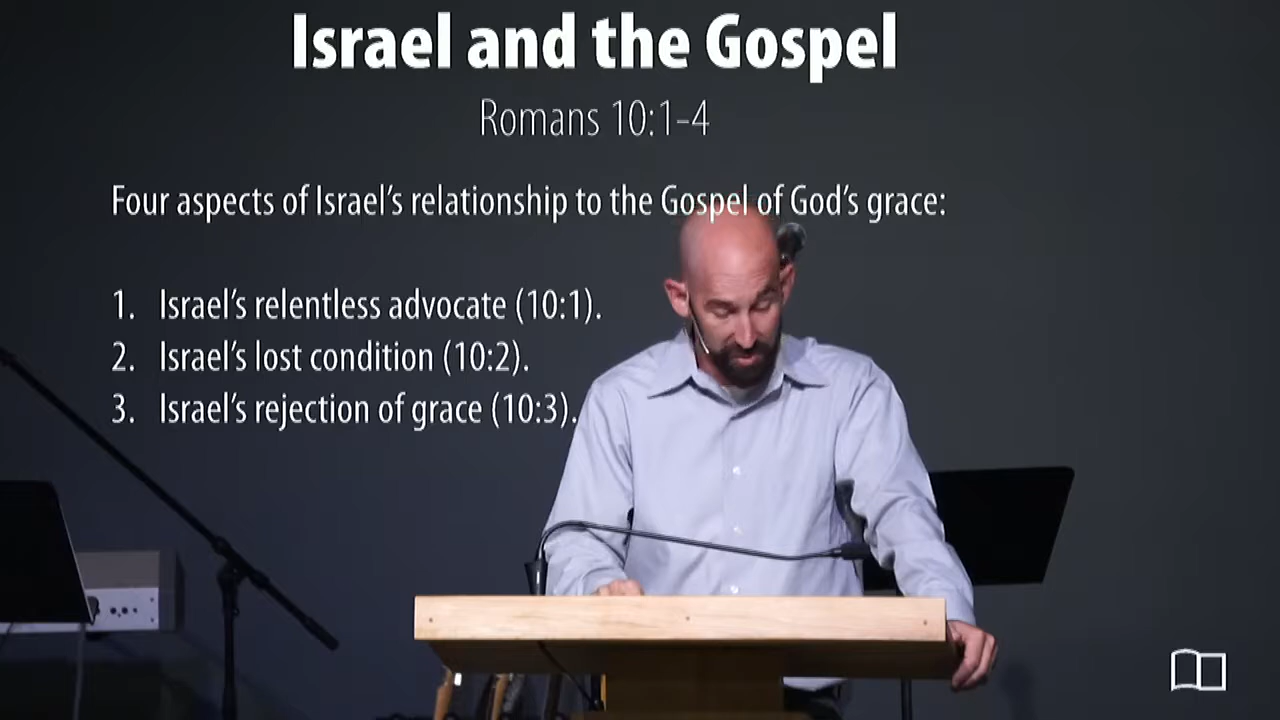 Israel and the Gospel
Romans 10:1-4
Four aspects of Israel's relationship to the Gospel of God's grace:
1. Israel's relentless advocate (10:1).
2. Israel's lost condition (10:2).
3. Israel's rejection of grace (10:3).